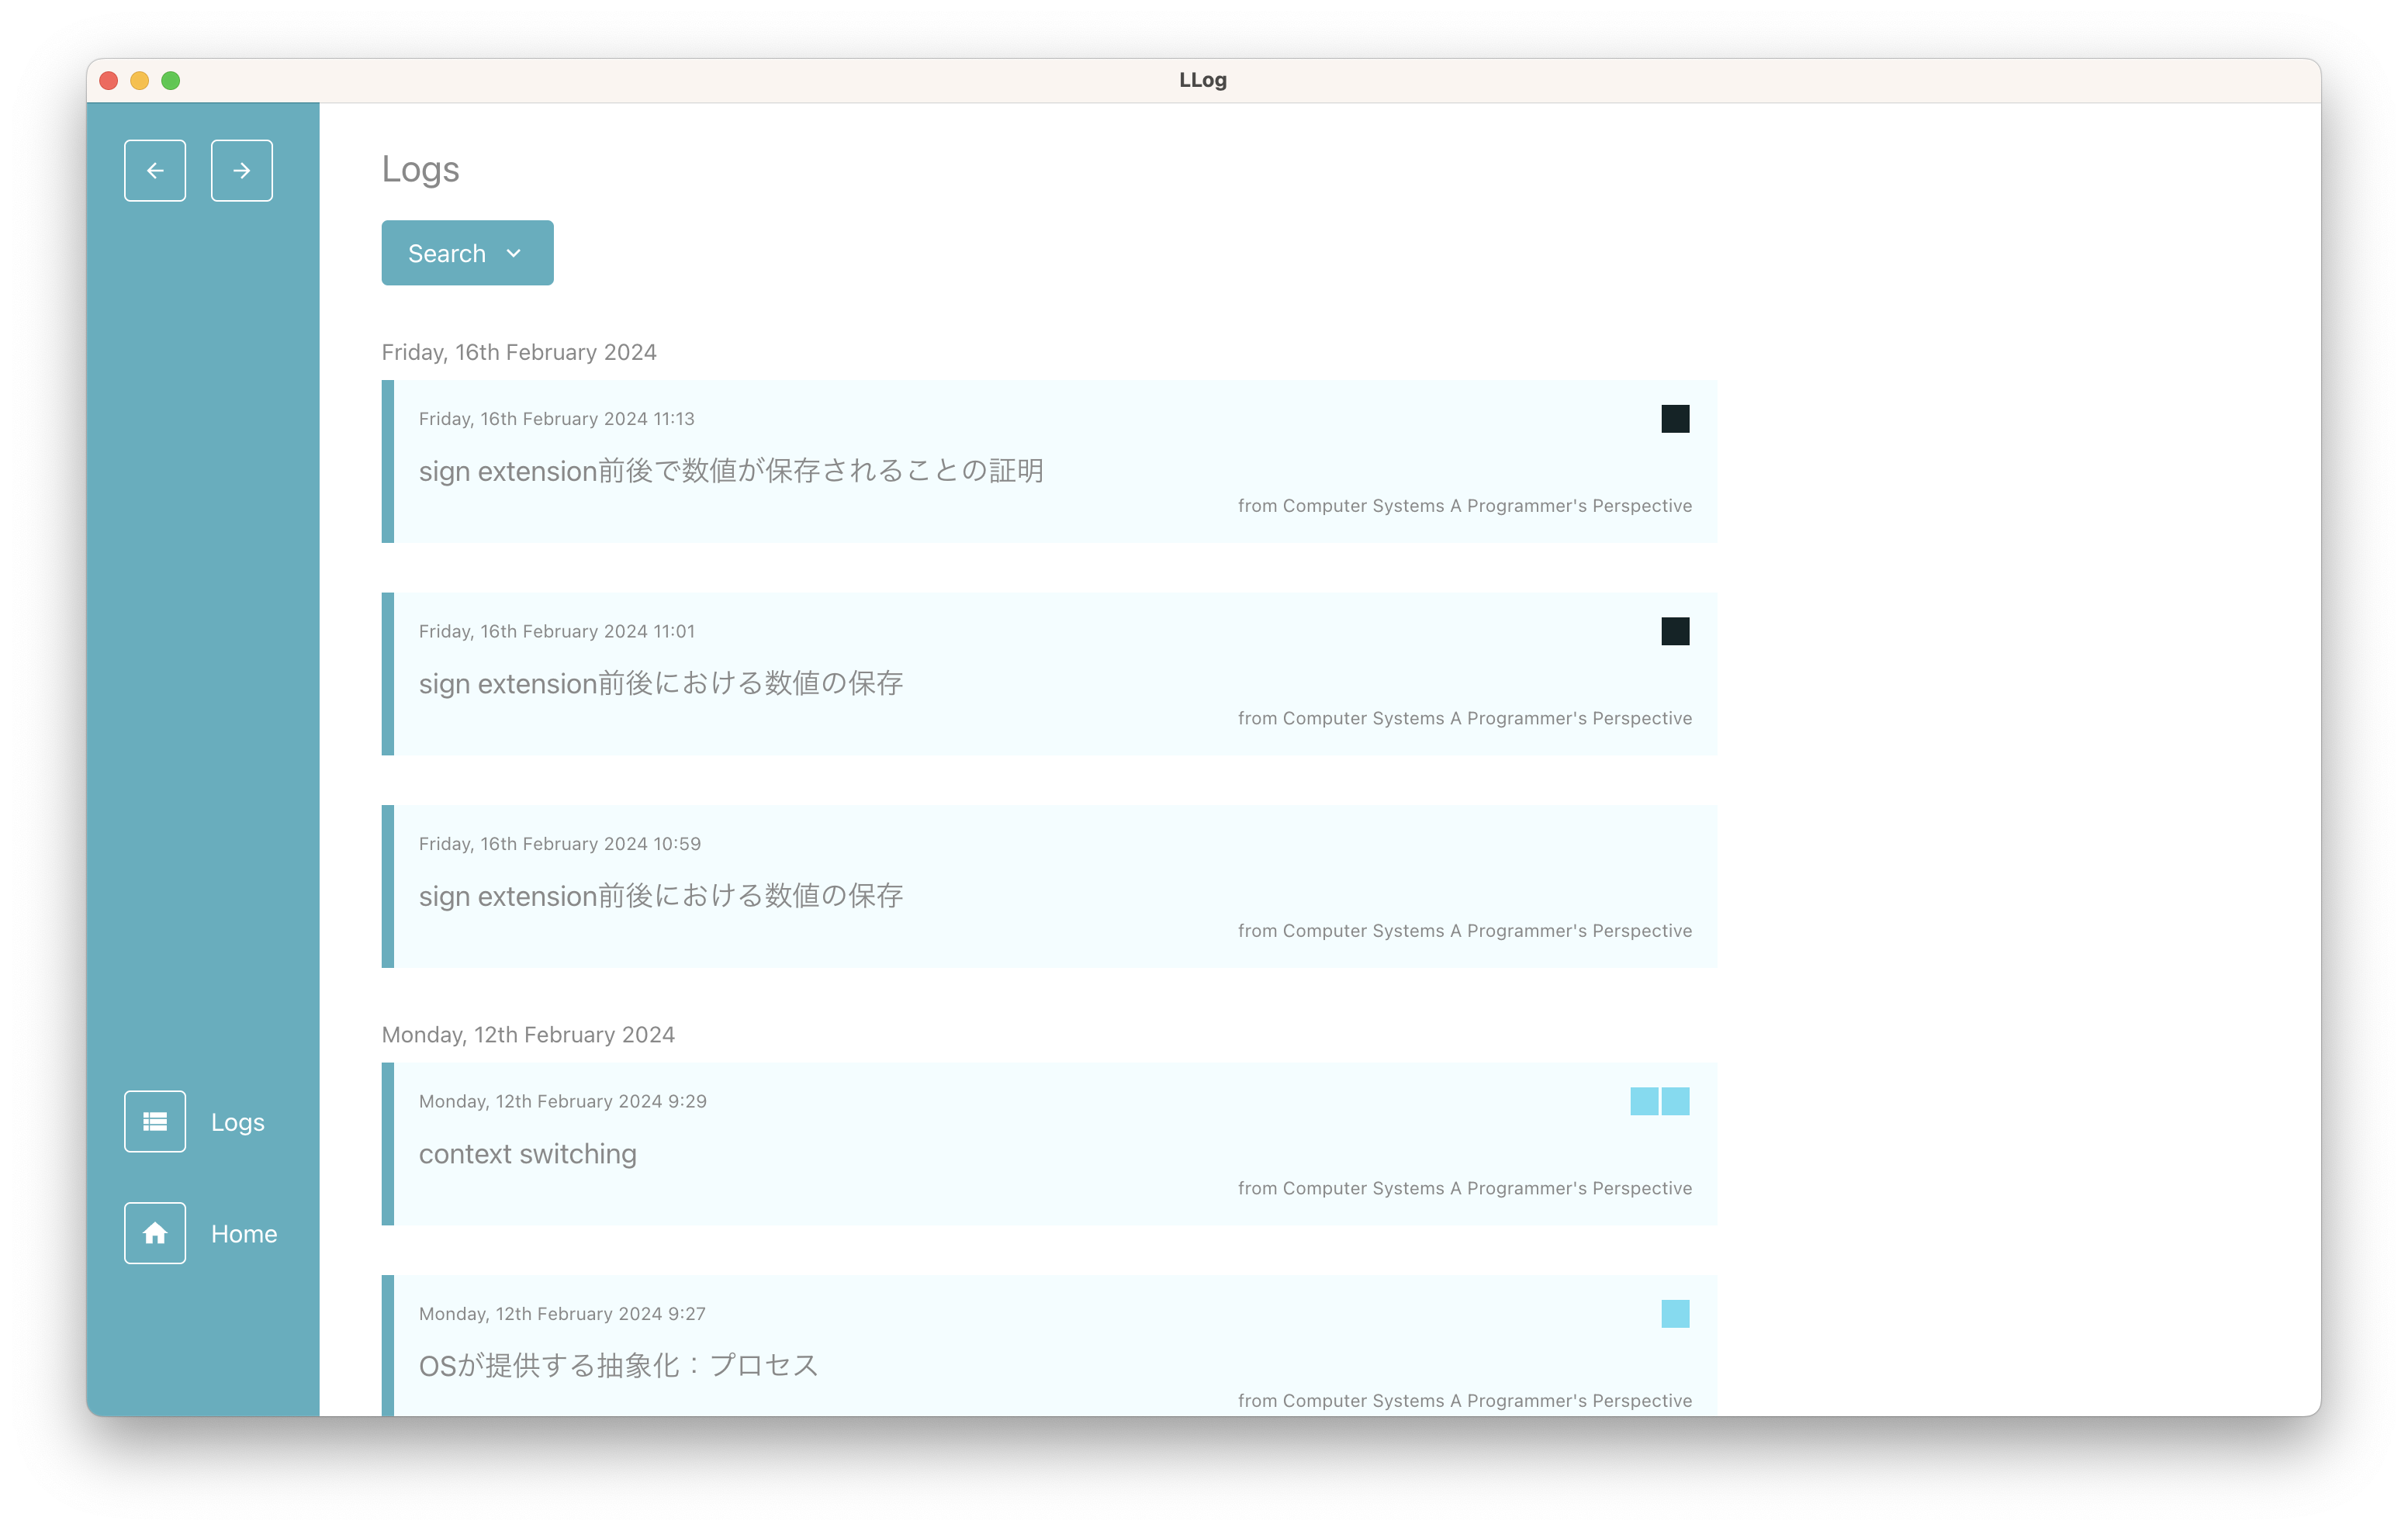 LLog
Logs
Search
Friday, 16th February 2024
Friday, 16th February 2024 11:13
sign extension前後で数値が保存されることの証明
from Computer Systems A Programmer's Perspective
Friday, 16th February 2024 11:01
sign extension前後における数値の保存
from Computer Systems A Programmer's Perspective
Friday, 16th February 2024 10:59
sign extension前後における数値の保存
from Computer Systems A Programmer's Perspective
Monday, 12th February 2024
Monday, 12th February 2024 9:29
context switching
from Computer Systems A Programmer's Perspective
Monday, 12th February 2024 9:27
OSが提供する抽象化：プロセス
from Computer Systems A Programmer's Perspective
Logs
Home